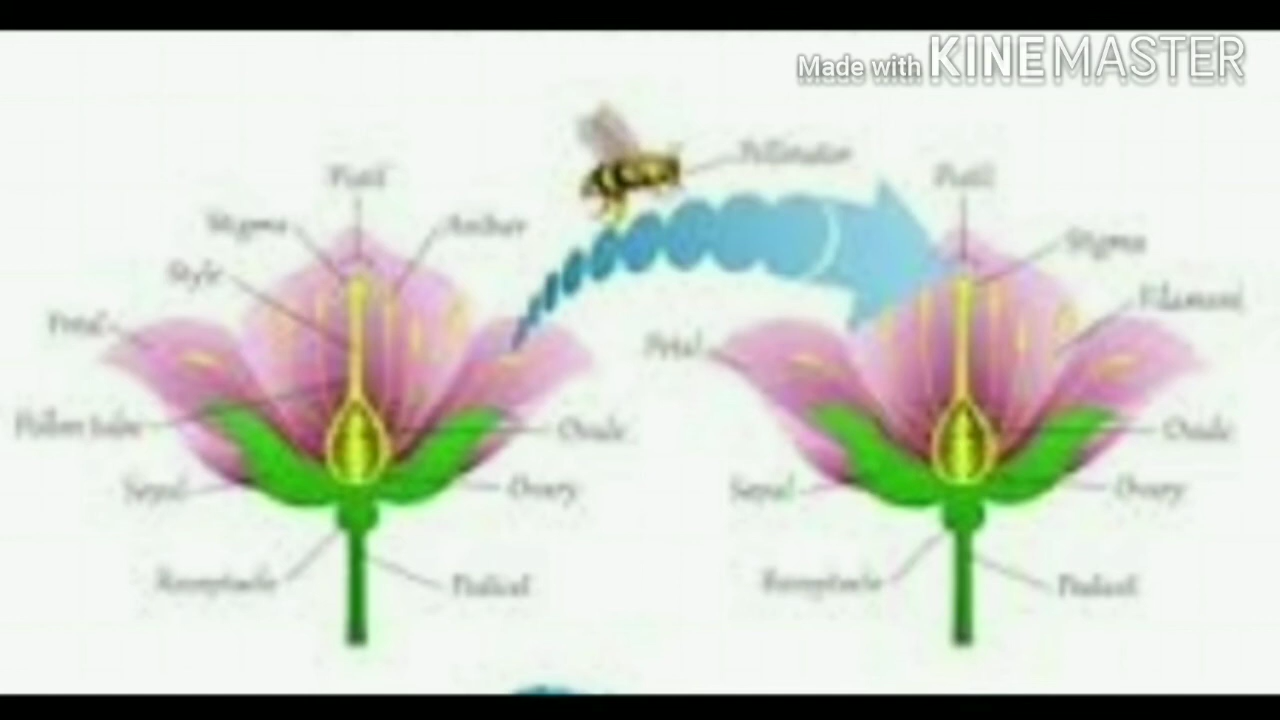 Made with KINEMASTER
Pollinator
Pistil
Pistil
Stigma
Anther
Stigma
Style
Filament
Petal
Petal
Pollen tube
Ovule
Ovule
Sepal
Ovary
Sepal
Ovary
Receptacle
Pedicel
Receptacle
Pedicel